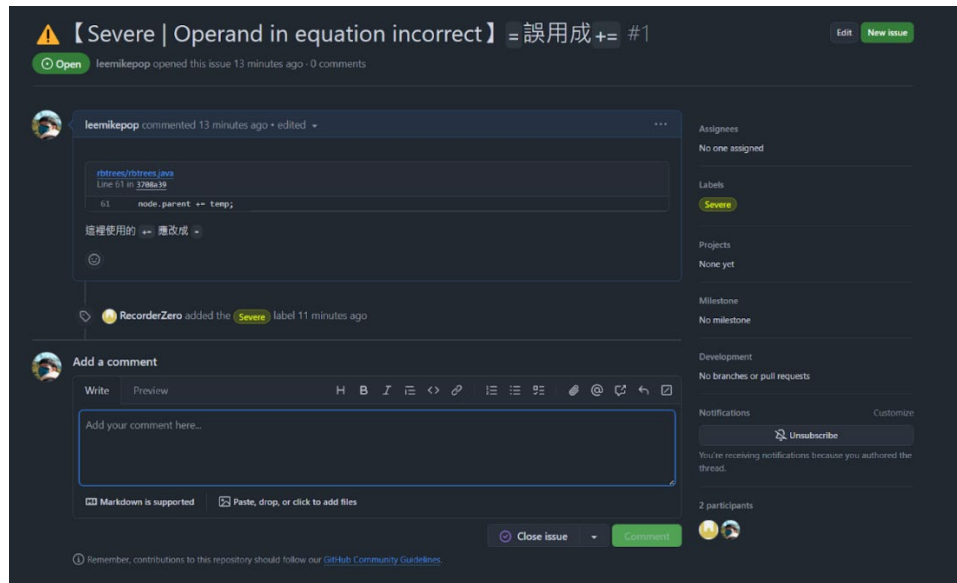 ⚠【Severe | Operand in equation incorrect】=誤用成+= #1
Edit
New issue
Open
leemikepop opened this issue 13 minutes ago · 0 comments
leemikepop commented 13 minutes ago • edited
Assignees
No one assigned
rbtrees/rbtrees.java
Line 61 in 3708a39
61 node.parent += temp;
這裡使用的 += 應改成 =
Labels
Severe
Projects
None yet
RecorderZero added the Severe label 11 minutes ago
Milestone
No milestone
Add a comment
Write Preview
Development
No branches or pull requests
Add your comment here...
Notifications
Customize
Unsubscribe
You're receiving notifications because you authored the
thread.
Markdown is supported
Paste, drop, or click to add files
2 participants
Close issue
Comment
Remember, contributions to this repository should follow our GitHub Community Guidelines.